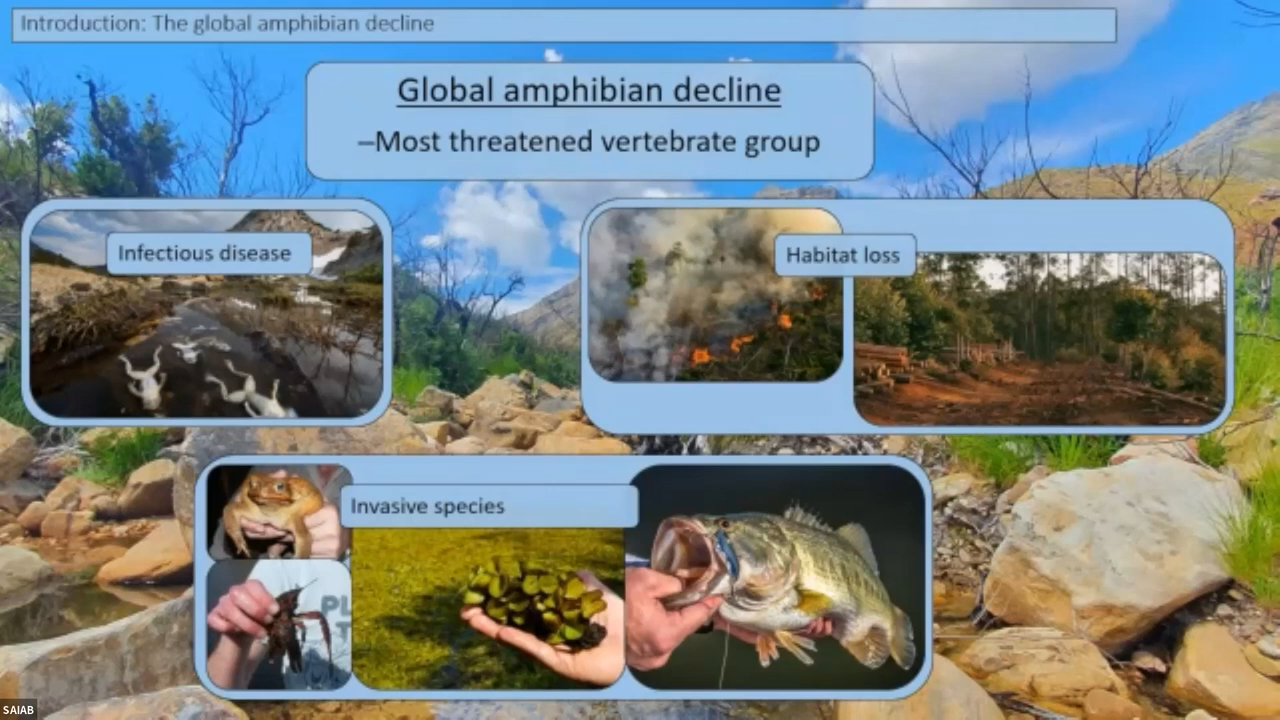 Introduction: The global amphibian decline
Global amphibian decline
–Most threatened vertebrate group
Infectious disease
Habitat loss
Invasive species
SAIAB